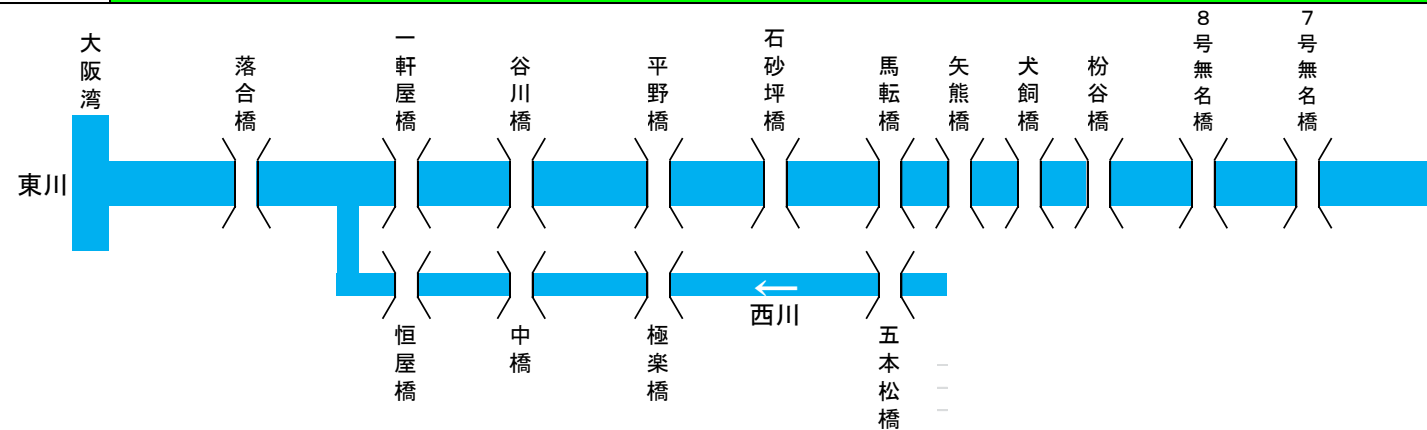 大阪湾
落合橋
一軒屋橋
谷川橋
平野橋
石砂坪橋
馬転橋
矢熊橋
犬飼橋
枌谷橋
8号無名橋
7号無名橋
東川
西川
恒屋橋
中橋
極楽橋
五本松橋